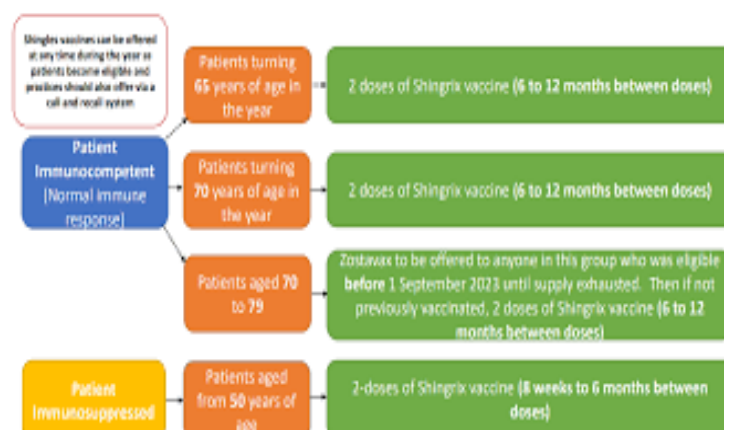 Shingles vaccines can be offered
at any time during the year as
patients become eligible and
practices should also offer via a
call and recall system
Patient
Immunocompetent
(Normal immune
response)
Patients turning
65 years of age in
the year
2 doses of Shingrix vaccine (6 to 12 months between doses)
Patients turning
70 years of age in
the year
2 doses of Shingrix vaccine (6 to 12 months between doses)
Patients aged 70
to 79
Zostavax to be offered to anyone in this group who was eligible
before 1 September 2023 until supply exhausted. Then if not
previously vaccinated, 2 doses of Shingrix vaccine (6 to 12
months between doses)
Patient
Immunosuppressed
Patients aged
from 50 years of
age
2-doses of Shingrix vaccine (8 weeks to 6 months between
doses)